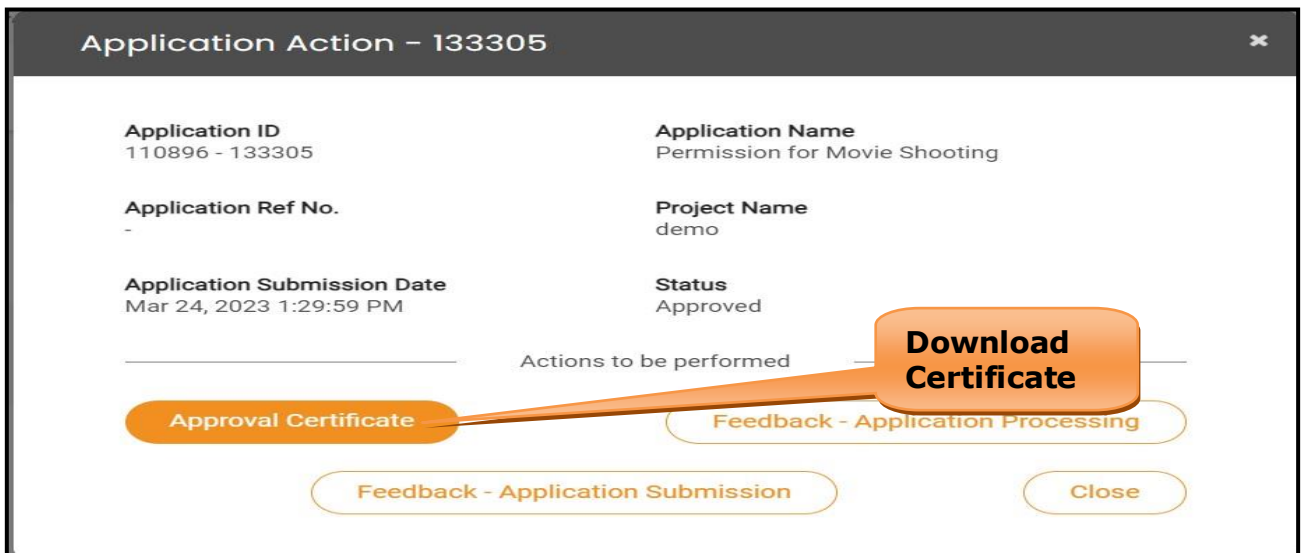 Application Action - 133305
Application ID
110896 - 133305
Application Name
Permission for Movie Shooting
Application Ref No.
-
Project Name
demo
Application Submission Date
Mar 24, 2023 1:29:59 PM
Status
Approved
Actions to be performed
Download
Certificate
Approval Certificate
Feedback - Application Processing
Feedback - Application Submission
Close